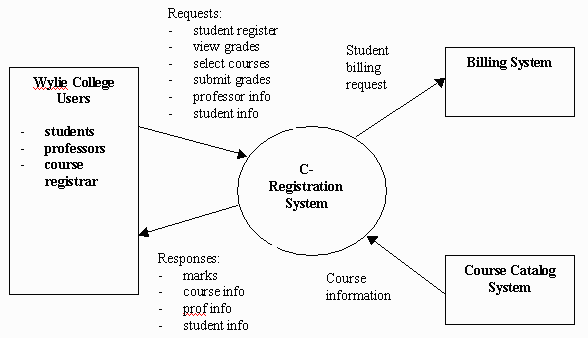 Requests:
- student register
- view grades
- select courses
- submit grades
- professor info
- student info
Student
billing
request
Billing System
Wylie College
Users
- students
- professors
- course
registrar
C-
Registration
System
Responses:
- marks
- course info
- prof info
- student info
Course
information
Course Catalog
System